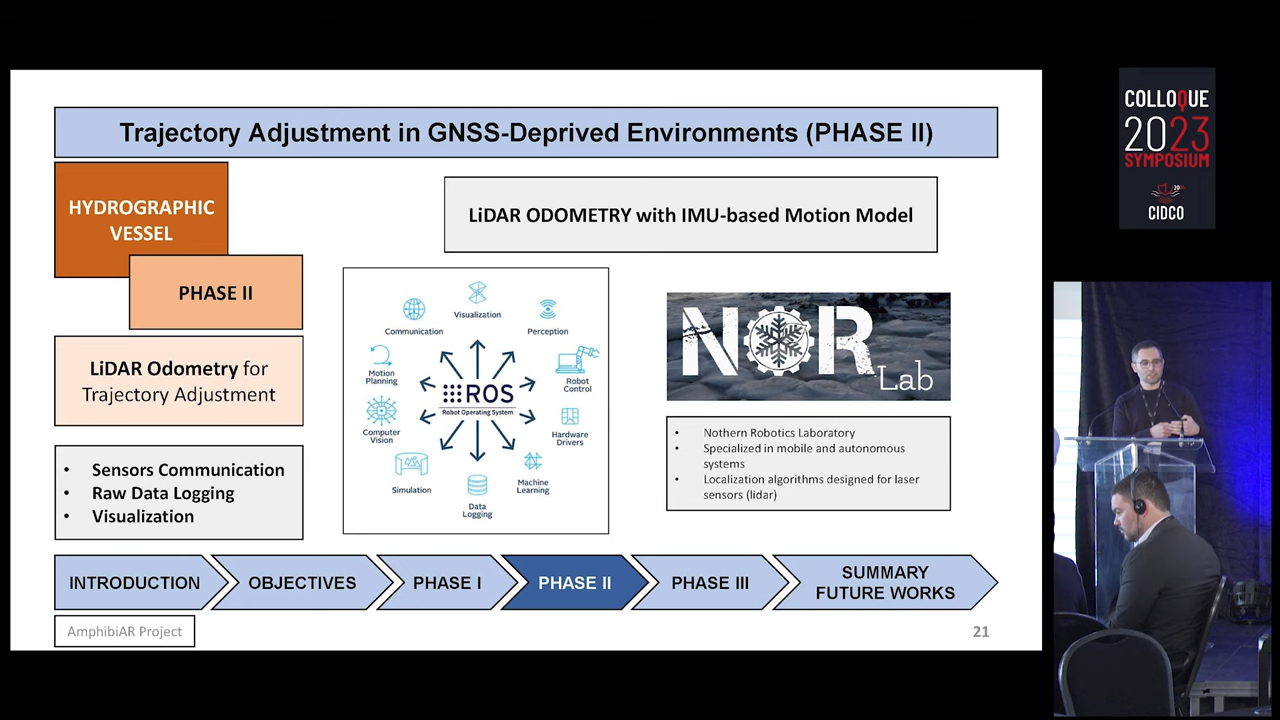 Trajectory Adjustment in GNSS-Deprived Environments (PHASE II)
HYDROGRAPHIC
VESSEL
PHASE II
LiDAR Odometry for
Trajectory Adjustment
• Sensors Communication
• Raw Data Logging
• Visualization
LiDAR ODOMETRY with IMU-based Motion Model
Visualization
Communication
Perception
Motion
Planning
Robot
Control
ROS
Robot Operating System
Computer
Vision
Hardware
Drivers
Simulation
Machine
Learning
Data
Logging
NOR
Lab
• Nothern Robotics Laboratory
• Specialized in mobile and autonomous
systems
• Localization algorithms designed for laser
sensors (lidar)
INTRODUCTION
OBJECTIVES
PHASE I
PHASE II
PHASE III
SUMMARY
FUTURE WORKS
AmphibiAR Project
21
COLLOQUE
2023
SYMPOSIUM
CIDCO